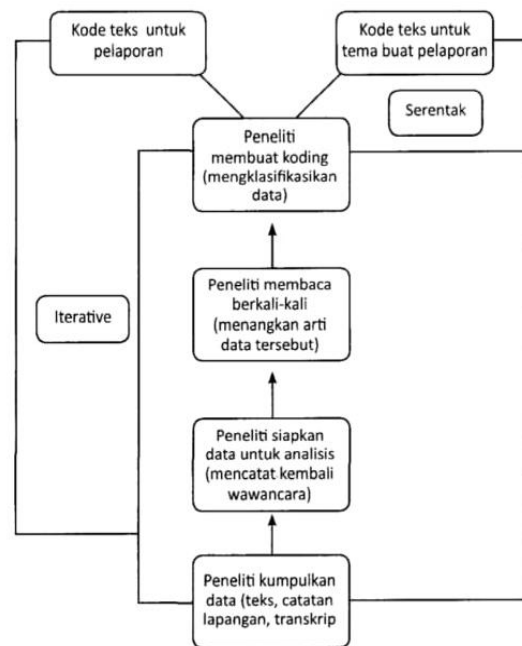 Kode teks untuk
pelaporan
Kode teks untuk
tema buat pelaporan
Serentak
Peneliti
membuat koding
(mengklasifikasikan
data)
Peneliti membaca
berkali-kali
(menangkan arti
data tersebut)
Iterative
Peneliti siapkan
data untuk analisis
(mencatat kembali
wawancara)
Peneliti kumpulkan
data (teks, catatan
lapangan, transkrip